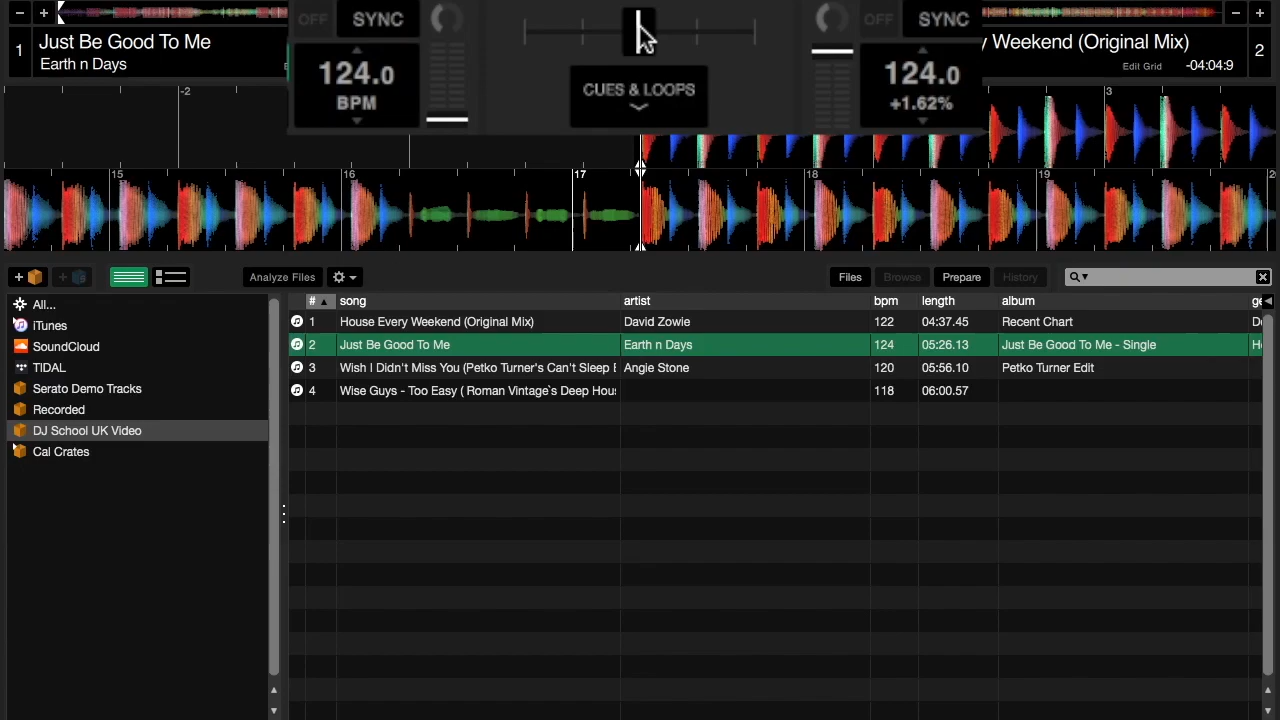 1
Just Be Good To Me
Earth n Days
OFF
SYNC
124.0
BPM
CUES & LOOPS
OFF
SYNC
124.0
+1.62%
y Weekend (Original Mix)
Edit Grid
-04:04:9
2
-2
3
15
16
17
18
19
Analyze Files
Files
Browse
Prepare
History
All...
iTunes
SoundCloud
TIDAL
Serato Demo Tracks
Recorded
DJ School UK Video
Cal Crates
# song artist bpm length album
1 House Every Weekend (Original Mix) David Zowie 122 04:37.45 Recent Chart
2 Just Be Good To Me Earth n Days 124 05:26.13 Just Be Good To Me - Single
3 Wish I Didn't Miss You (Petko Turner's Can't Sleep Angie Stone 120 05:56.10 Petko Turner Edit
4 Wise Guys - Too Easy ( Roman Vintage`s Deep Hou 118 06:00.57